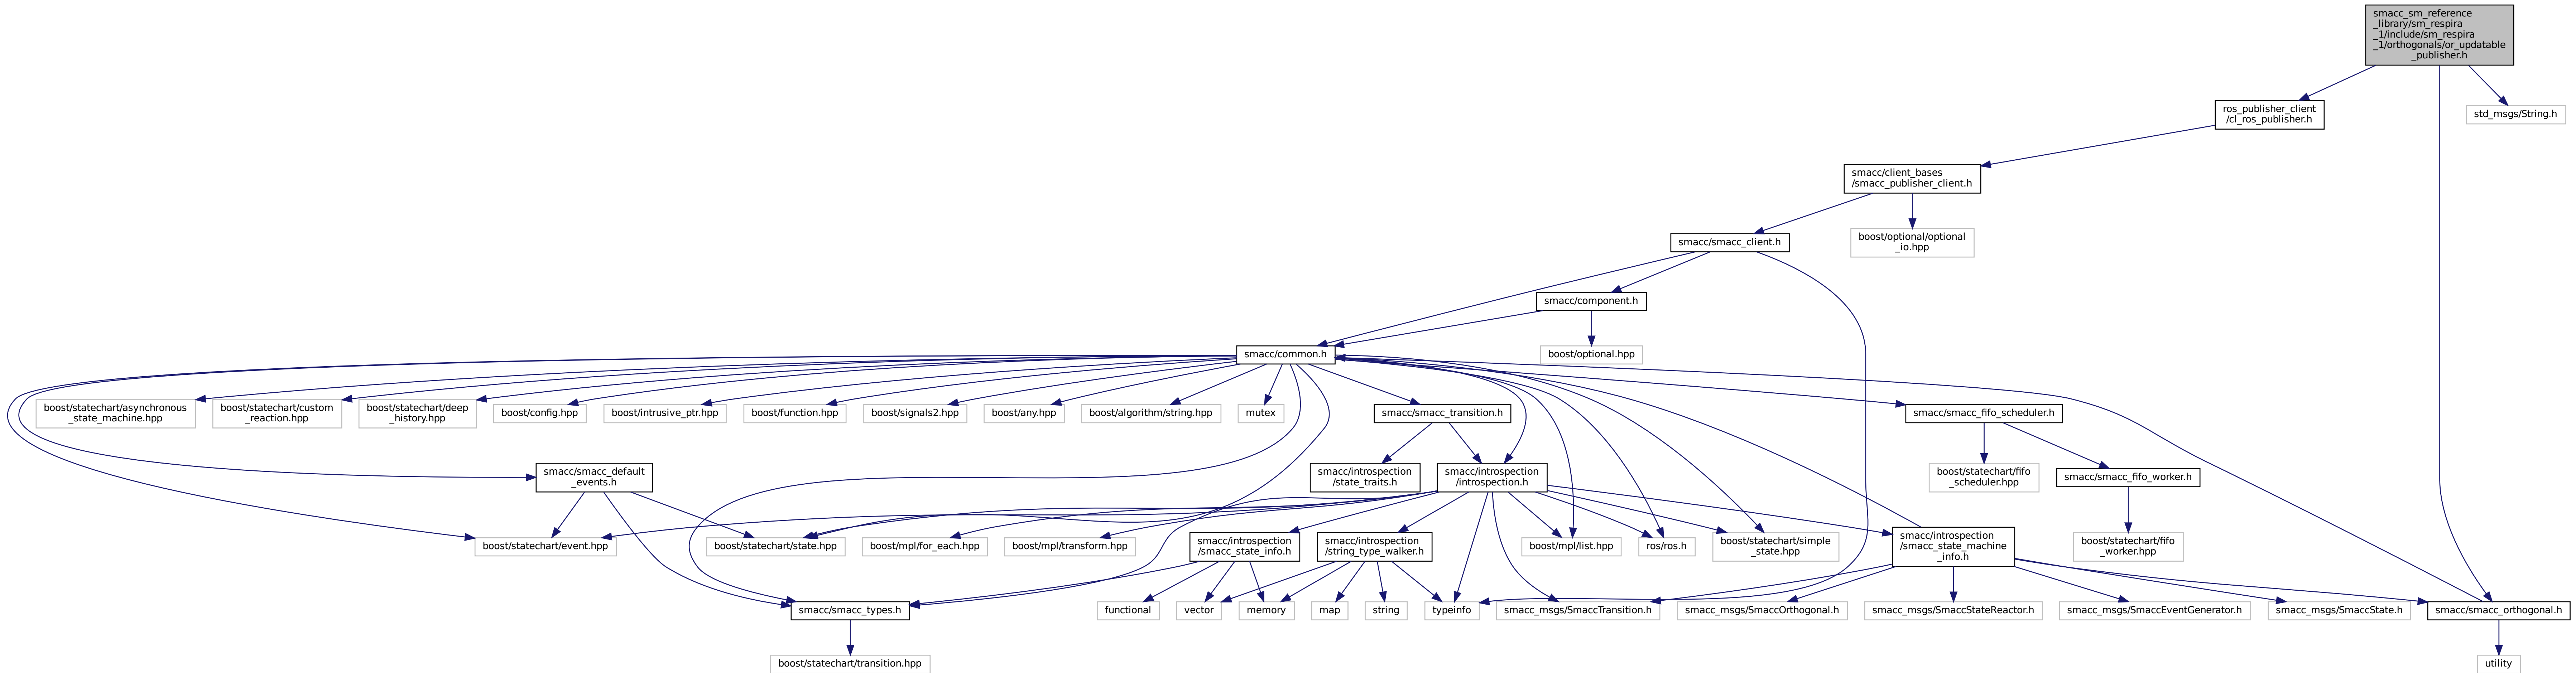 smacc_sm_reference
_library/sm_respira
_1/include/sm_respira
_1/orthogonals/or_updatable
_publisher.h
ros_publisher_client
/cl_ros_publisher.h
std_msgs/String.h
smacc/client_bases
/smacc_publisher_client.h
smacc/smacc_client.h
boost/optional/optional
_io.hpp
smacc/component.h
smacc/common.h
boost/optional.hpp
boost/statechart/asynchronous
_state_machine.hpp
boost/statechart/custom
_reaction.hpp
boost/statechart/deep
_history.hpp
boost/config.hpp
boost/intrusive_ptr.hpp
boost/function.hpp
boost/signals2.hpp
boost/any.hpp
boost/algorithm/string.hpp
mutex
smacc/smacc_transition.h
smacc/smacc_fifo_scheduler.h
smacc/smacc_default
_events.h
smacc/introspection
/state_traits.h
smacc/introspection
/introspection.h
boost/statechart/fifo
_scheduler.hpp
smacc/smacc_fifo_worker.h
boost/statechart/event.hpp
boost/statechart/state.hpp
boost/mpl/for_each.hpp
boost/mpl/transform.hpp
smacc/introspection
/smacc_state_info.h
smacc/introspection
/string_type_walker.h
boost/mpl/list.hpp
ros/ros.h
boost/statechart/simple
_state.hpp
smacc/introspection
/smacc_state_machine
_info.h
boost/statechart/fifo
_worker.hpp
smacc/smacc_types.h
functional
vector
memory
map
string
typeinfo
smacc_msgs/SmaccTransition.h
smacc_msgs/SmaccOrthogonal.h
smacc_msgs/SmaccStateReactor.h
smacc_msgs/SmaccEventGenerator.h
smacc_msgs/SmaccState.h
smacc/smacc_orthogonal.h
boost/statechart/transition.hpp
utility